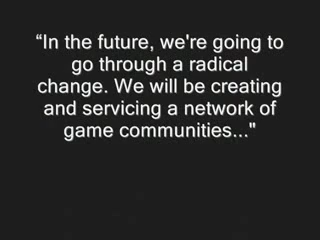 “In the future, we're going to
go through a radical
change. We will be creating
and servicing a network of
game communities..."